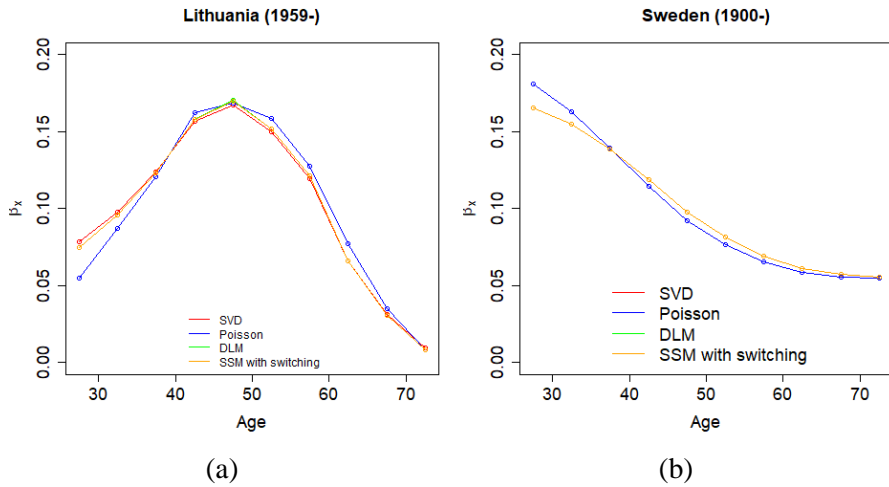 Lithuania (1959-)
0.20
0.15
0.10
0.05
0.00
βx
SVD
Poisson
DLM
SSM with switching
30 40 50 60 70
Age
(a)
Sweden (1900-)
0.20
0.15
0.10
0.05
0.00
βx
SVD
Poisson
DLM
SSM with switching
30 40 50 60 70
Age
(b)